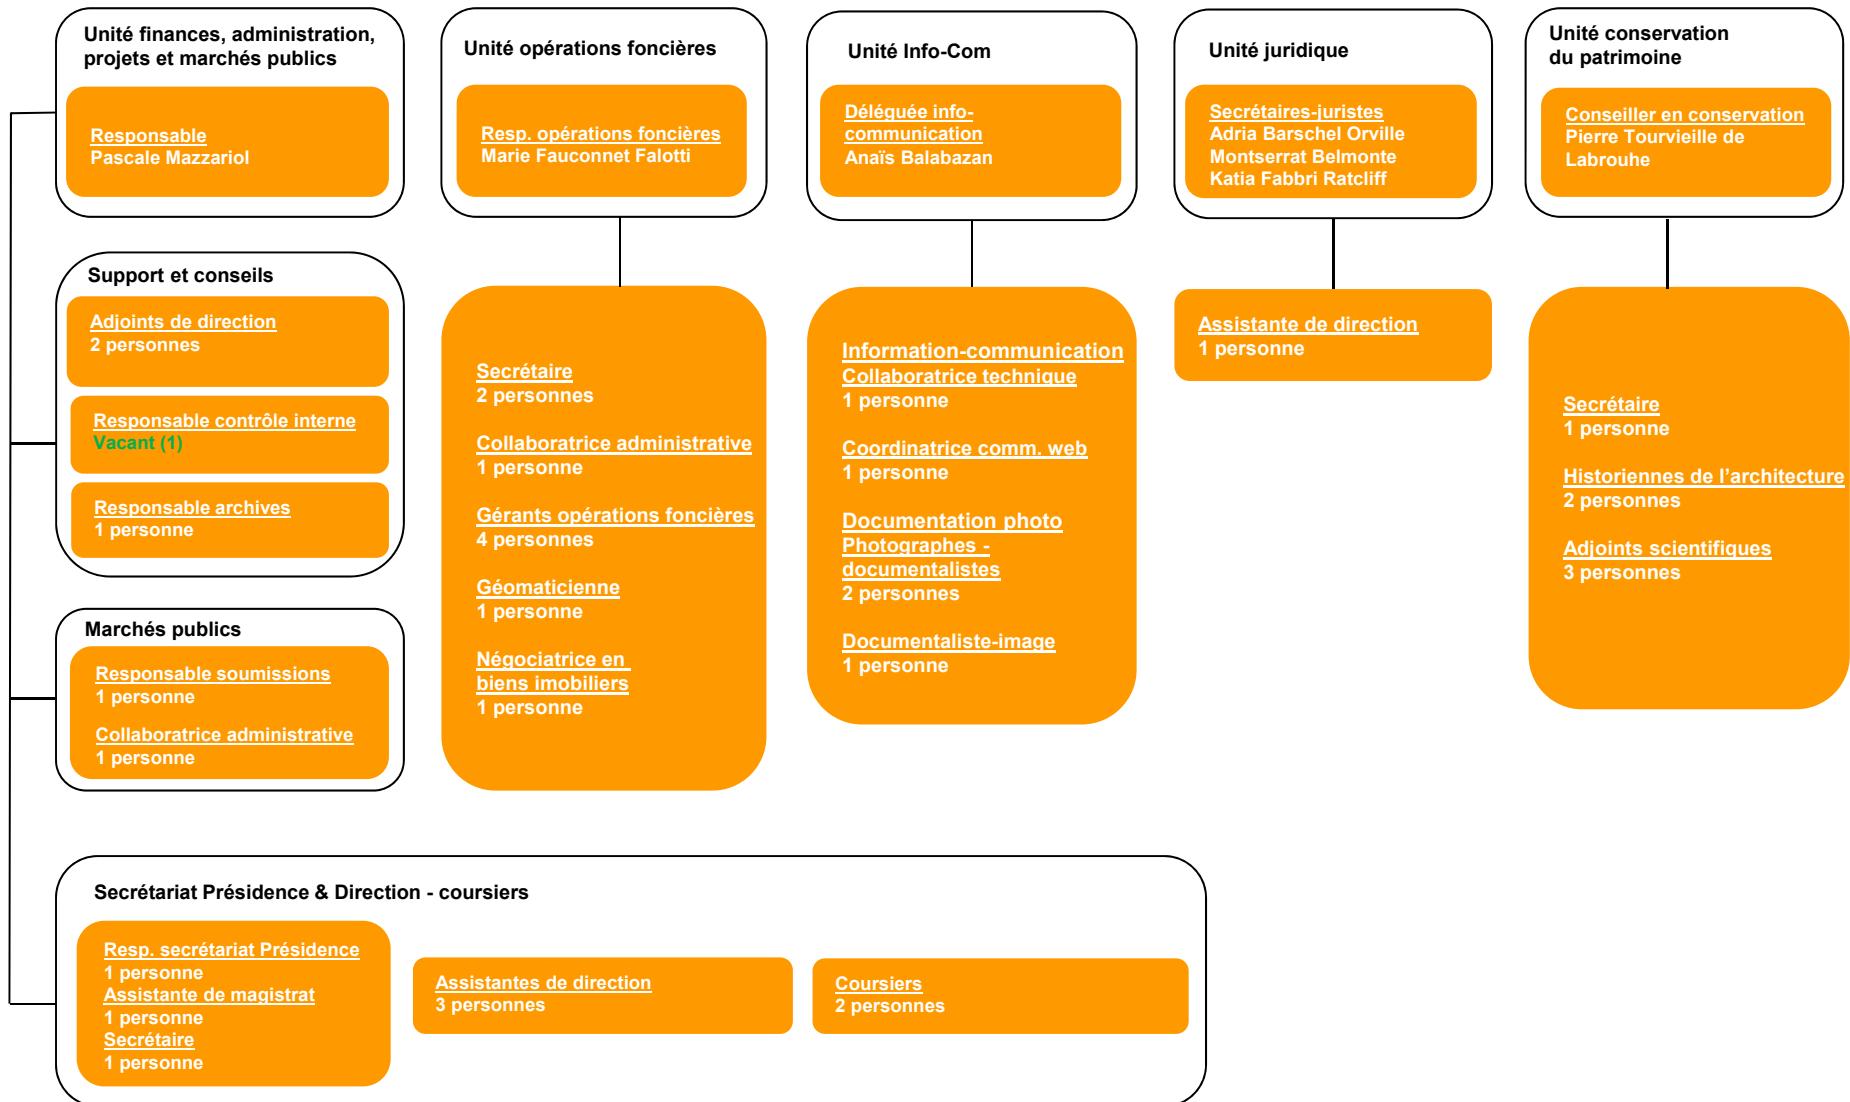 Unité finances, administration,
projets et marchés publics
Responsable
Pascale Mazzariol
Support et conseils
Adjoints de direction
2 personnes
Responsable contrôle interne
Vacant (1)
Responsable archives
1 personne
Marchés publics
Responsable soumissions
1 personne
Collaboratrice administrative
1 personne
Unité opérations foncières
Resp. opérations foncières
Marie Fauconnet Falotti
Secrétaire
2 personnes
Collaboratrice administrative
1 personne
Gérants opérations foncières
4 personnes
Géomaticienne
1 personne
Négociatrice en
biens imobiliers
1 personne
Unité Info-Com
Déléguée info-
communication
Anaïs Balabazan
Information-communication
Collaboratrice technique
1 personne
Coordinatrice comm. web
1 personne
Documentation photo
Photographes -
documentalistes
2 personnes
Documentaliste-image
1 personne
Unité juridique
Secrétaires-juristes
Adria Barschel Orville
Montserrat Belmonte
Katia Fabbri Ratcliff
Assistante de direction
1 personne
Unité conservation
du patrimoine
Conseiller en conservation
Pierre Tourvieille de
Labrouhe
Secrétaire
1 personne
Historiennes de l’architecture
2 personnes
Adjoints scientifiques
3 personnes
Secrétariat Présidence & Direction - coursiers
Resp. secrétariat Présidence
1 personne
Assistante de magistrat
1 personne
Secrétaire
1 personne
Assistantes de direction
3 personnes
Coursiers
2 personnes